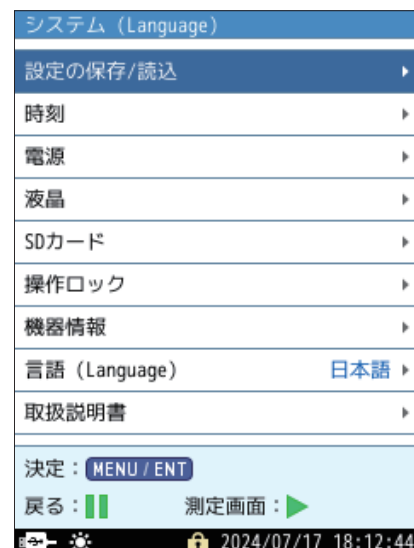 システム (Language)
設定の保存/読込
時刻
電源
液晶
SDカード
操作ロック
機器情報
言語 (Language) 日本語
取扱説明書
決定：MENU / ENT
戻る： 測定画面：
2024/07/17 18:12:44